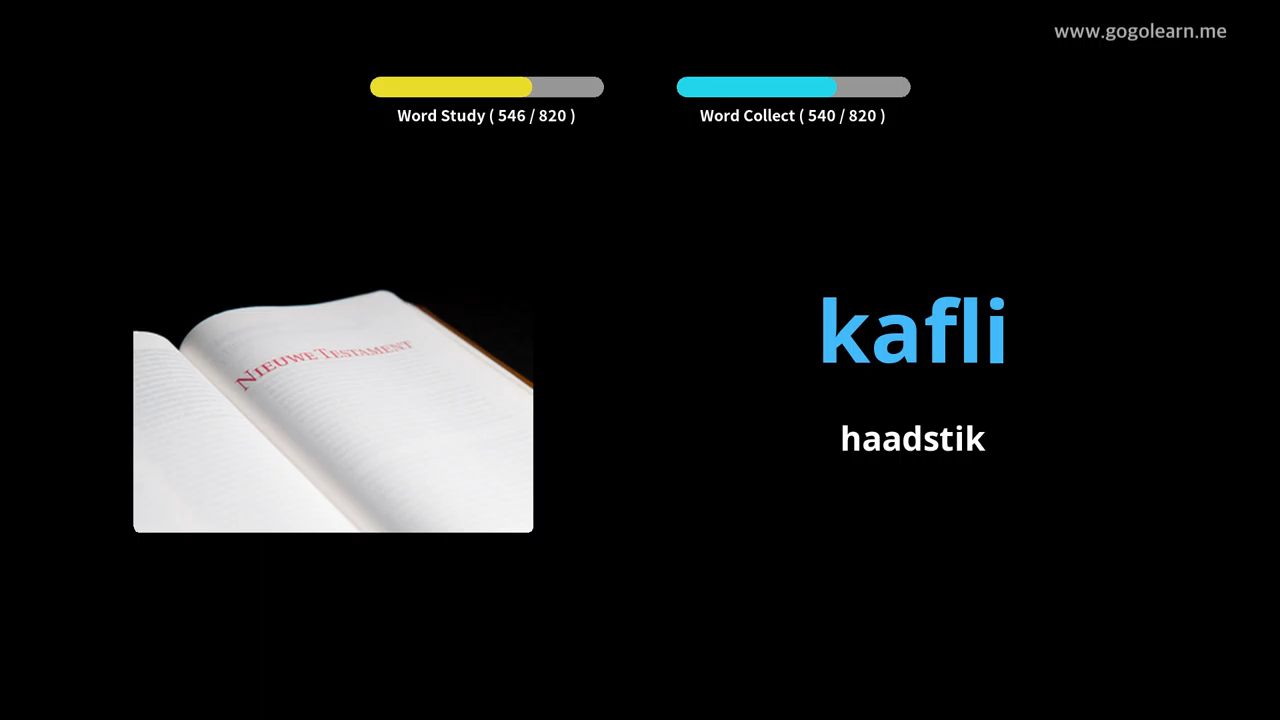 www.gogolearn.me
Word Study ( 546 / 820 )
Word Collect ( 540 / 820 )
NIEUWE TESTAMENT
kafli
haadstik